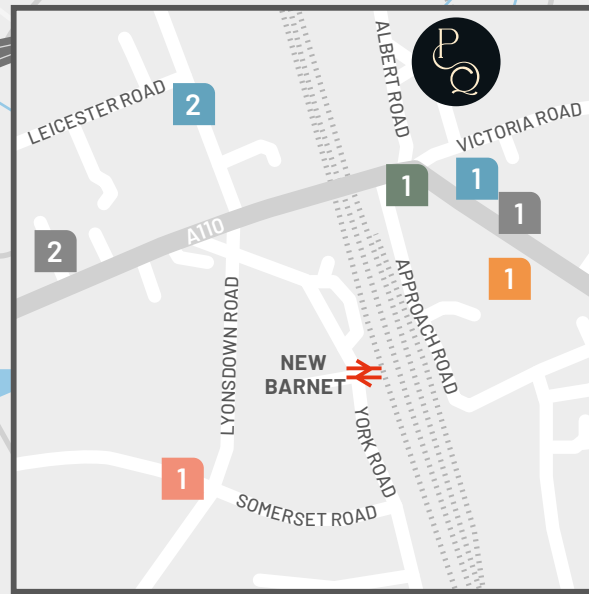 ALBERT ROAD
PQ
LEICESTER ROAD
2
VICTORIA ROAD
1
1
1
A110
2
1
APPROACH ROAD
LYONSDOWN ROAD
NEW
BARNET
YORK ROAD
1
SOMERSET ROAD